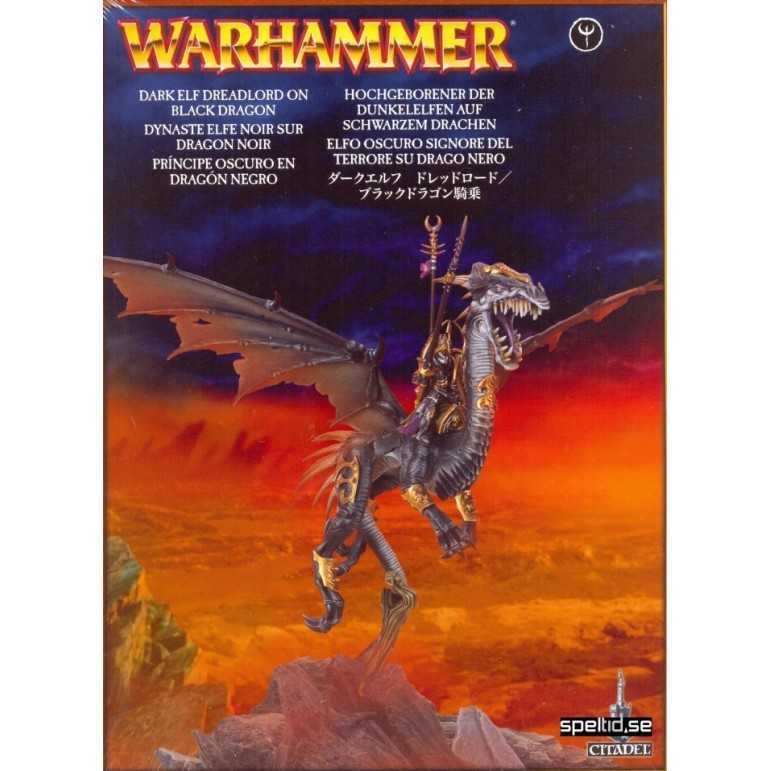 WARHAMMER®
DARK ELF DREADLORD ON
BLACK DRAGON
DYNASTE ELFE NOIR SUR
DRAGON NOIR
PRÍNCIPE OSCURO EN
DRAGÓN NEGRO
HOCHGEBORENER DER
DUNKELELFEN AUF
SCHWARZEM DRACHEN
ELFO OSCURO SIGNORE DEL
TERRORE SU DRAGO NERO
ダークエルフ ドレッドロード／
ブラックドラゴン騎乗
speltid.se
CITADEL